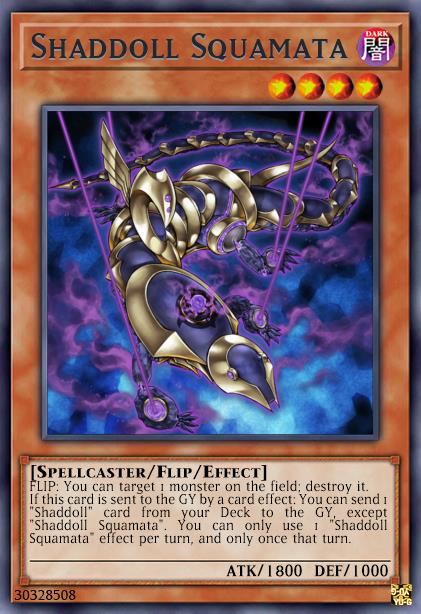 SHADDOLL SQUAMATA
DARK
闇
[SPELLCASTER/FLIP/EFFECT]
FLIP: You can target 1 monster on the field; destroy it.
If this card is sent to the GY by a card effect: You can send 1
"Shaddoll" card from your Deck to the GY, except
"Shaddoll Squamata". You can only use 1 "Shaddoll
Squamata" effect per turn, and only once that turn.
ATK/1800 DEF/1000
30328508